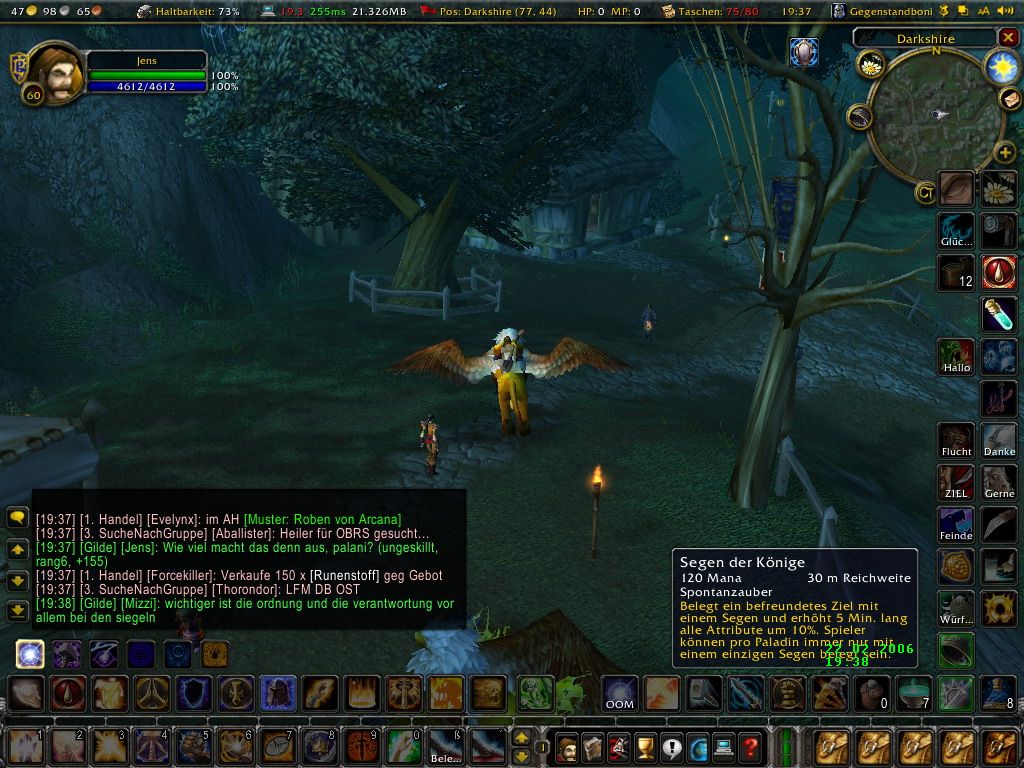 47 98 65 Haltbarkeit: 73% 19.3 255ms 21.326MB Pos: Darkshire (77, 44) HP: 0 MP: 0 Taschen: 75/80 19:37 Gegenstandboni
Darkshire
N
Jens
100%
4612/4612 100%
60
CT
Glüc...
12
Hallo
Flucht Danke
ZIEL Gerne
Feinde
Würf...
[19:37] [1. Handel] [Evelynx]: im AH [Muster: Roben von Arcana]
[19:37] [3. SucheNachGruppe] [Aballister]: Heiler für OBRS gesucht...
[19:37] [Gilde] [Jens]: Wie viel macht das denn aus, palani? (ungeskillt,
rang6, +155)
[19:37] [1. Handel] [Forcekiller]: Verkaufe 150 x [Runenstoff] geg Gebot
[19:37] [3. SucheNachGruppe] [Thorondor]: LFM DB OST
[19:38] [Gilde] [Mizzi]: wichtiger ist die ordnung und die verantwortung vor
allem bei den siegeln
Segen der Könige
120 Mana 30 m Reichweite
Spontanzauber
Belegt ein befreundetes Ziel mit
einem Segen und erhöht 5 Min. lang
alle Attribute um 10%. Spieler
können pro Paladin immer nur mit
einem einzigen Segen belegt sein.
2006
19:38
OOM 0 7 8
1 2 3 4 5 6 7 8 9 0 ß
Bele...
1